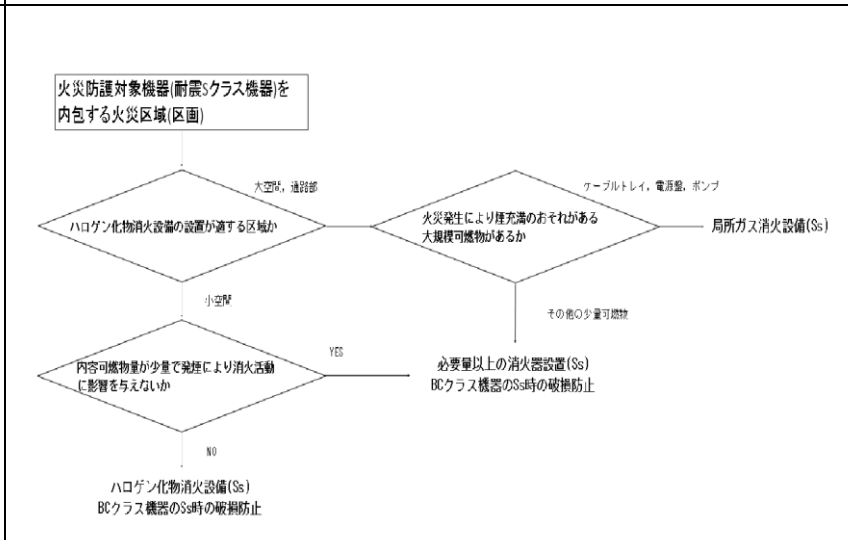 火災防護対象機器(耐震Sクラス機器)を
内包する火災区域(区画)
大空間，通路部
ケーブルトレイ，電源盤，ポンプ
ハロゲン化物消火設備の設置が適する区域か
火災発生により煙充満のおそれがある
大規模可燃物があるか
局所ガス消火設備(Ss)
小空間
その他の少量可燃物
内容可燃物量が少量で発煙により消火活動
に影響を与えないか
YES
必要量以上の消火器設置(Ss)
BCクラス機器のSs時の破損防止
NO
ハロゲン化物消火設備(Ss)
BCクラス機器のSs時の破損防止